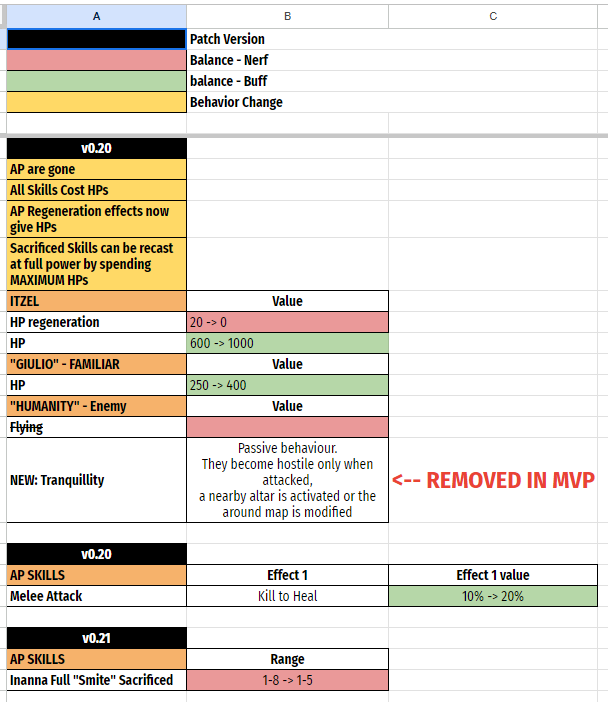 A B C
Patch Version
Balance - Nerf
balance - Buff
Behavior Change
v0.20
AP are gone
All Skills Cost HPs
AP Regeneration effects now
give HPs
Sacrificed Skills can be recast
at full power by spending
MAXIMUM HPs
ITZEL Value
HP regeneration 20 -> 0
HP 600 -> 1000
"GIULIO" - FAMILIAR Value
HP 250 -> 400
"HUMANITY" - Enemy Value
Flying
NEW: Tranquillity
Passive behaviour.
They become hostile only when
attacked,
a nearby altar is activated or the
around map is modified
<-- REMOVED IN MVP
v0.20
AP SKILLS Effect 1 Effect 1 value
Melee Attack Kill to Heal 10% -> 20%
v0.21
AP SKILLS Range
Inanna Full "Smite" Sacrificed 1-8 -> 1-5